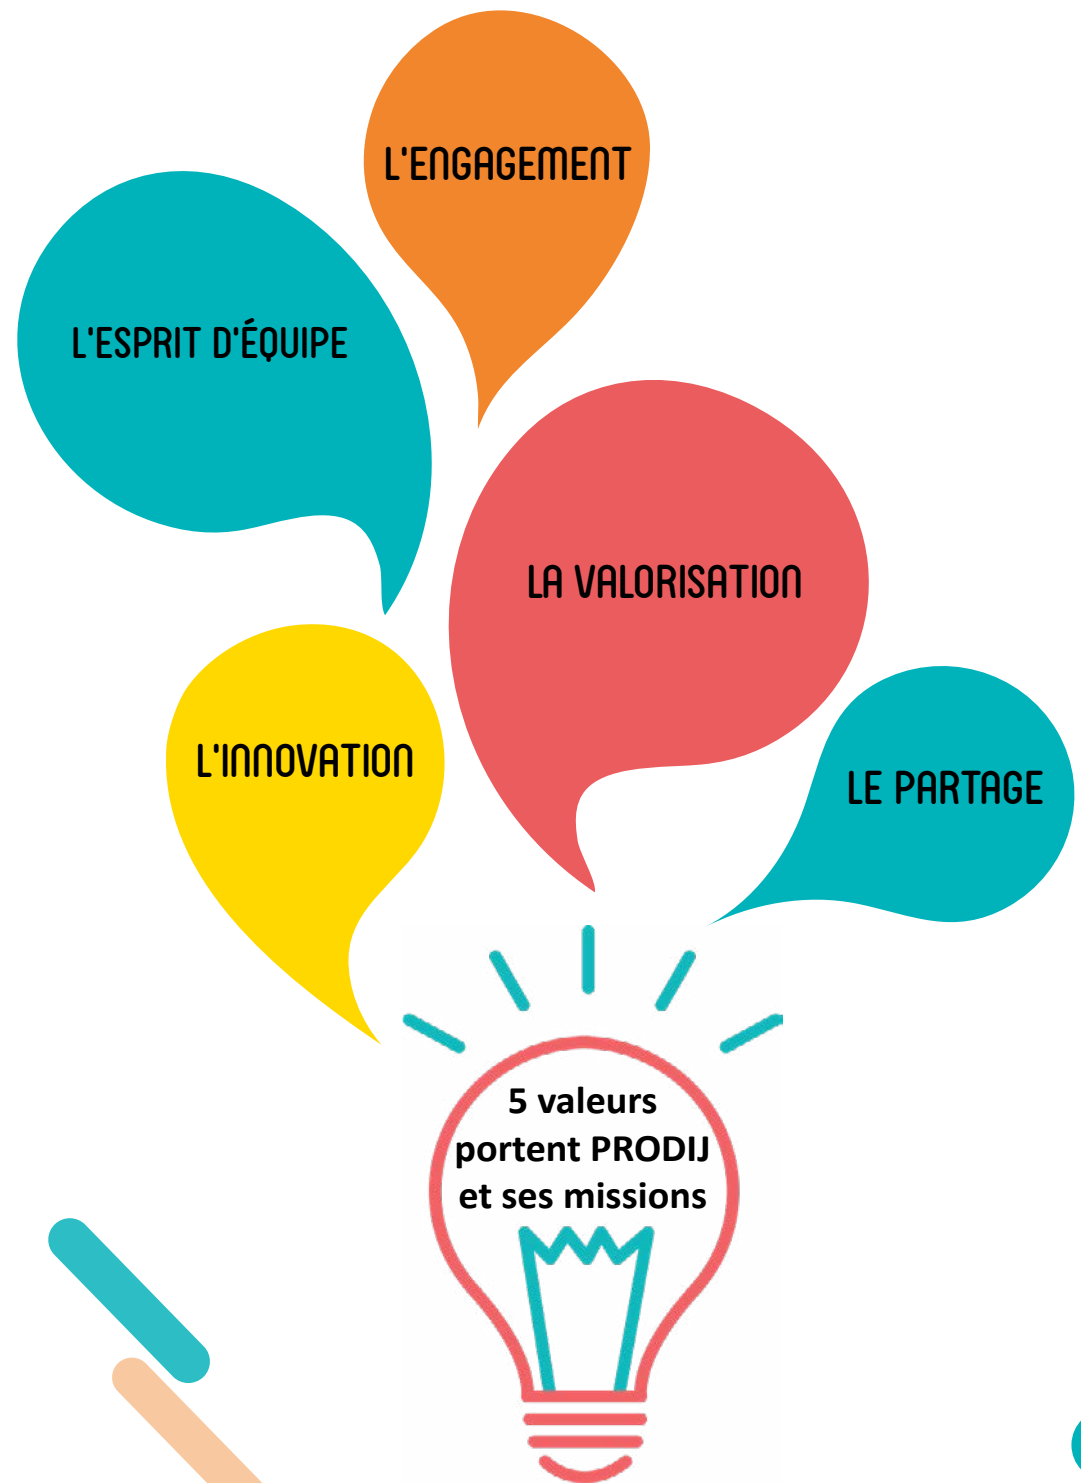 L'ENGAGEMENT
L'ESPRIT D'ÉQUIPE
LA VALORISATION
L'INNOVATION
LE PARTAGE
5 valeurs
portent PRODIJ
et ses missions